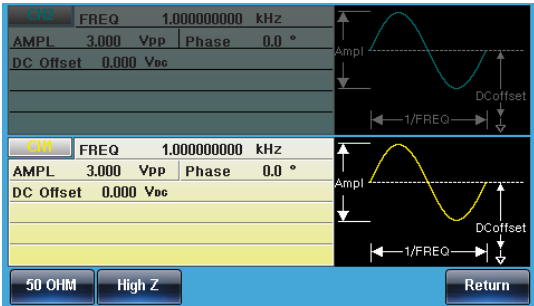 CH2 FREQ 1.000000000 kHz
AMPL 3.000 Vpp Phase 0.0 °
DC Offset 0.000 VDC
Ampl
DCoffset
1/FREQ
CH1 FREQ 1.000000000 kHz
AMPL 3.000 Vpp Phase 0.0 °
DC Offset 0.000 VDC
Ampl
DCoffset
1/FREQ
50 OHM High Z Return